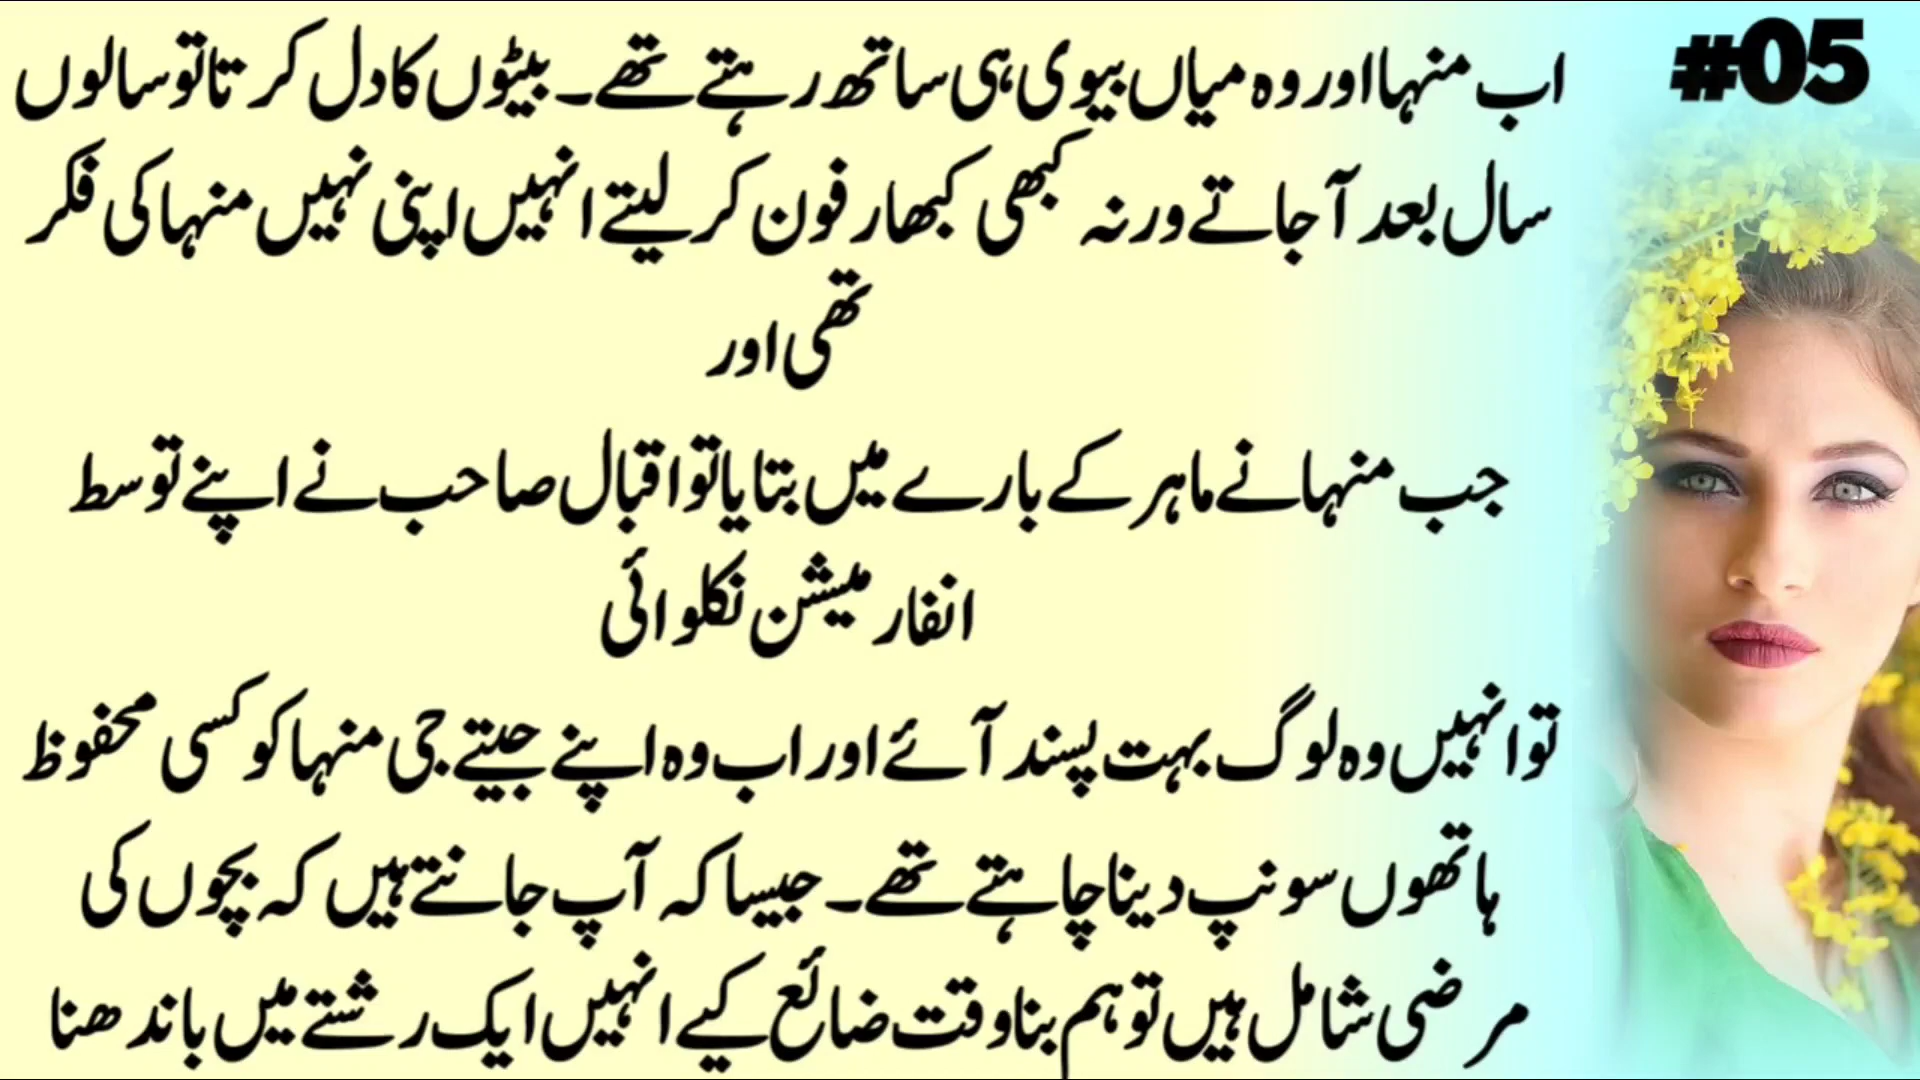 #05
اب منہا اور وہ میاں بیوی ہی ساتھ رہتے تھے۔ بیٹوں کا دل کرتا تو سالوں
سال بعد آجاتے ورنہ کبھی کبھار فون کر لیتے انہیں اپنی نہیں منہا کی فکر
تھی اور
جب منہا نے ماہر کے بارے میں بتایا تو اقبال صاحب نے اپنے توسط
انفارمیشن نکلوائی
تو انہیں وہ لوگ بہت پسند آئے اور اب وہ اپنے جیتے جی منہا کو کسی محفوظ
ہاتھوں سونپ دینا چاہتے تھے۔ جیسا کہ آپ جانتے ہیں کہ بچوں کی
مرضی شامل ہیں تو ہم بنا وقت ضائع کیے انہیں ایک رشتے میں باندھنا